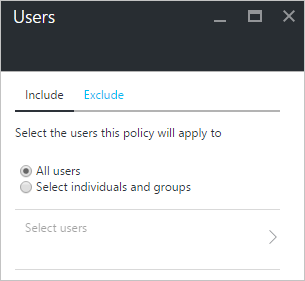 Users
Include Exclude
Select the users this policy will apply to
All users
Select individuals and groups
Select users